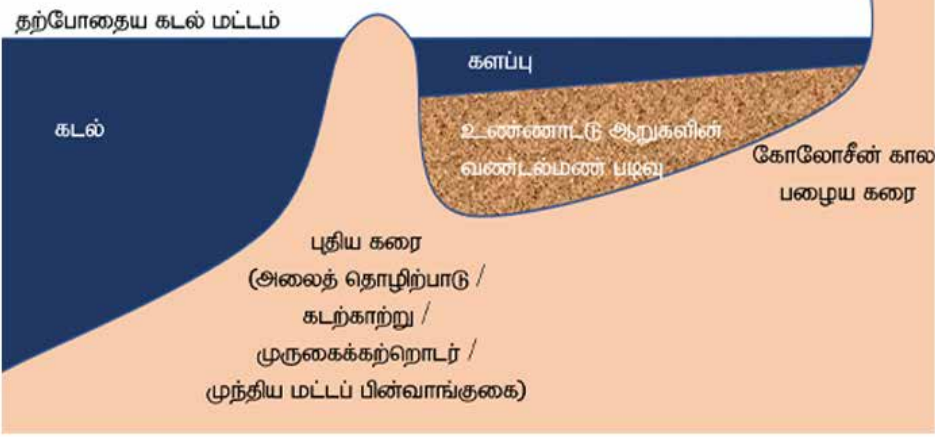 தற்போதைய கடல் மட்டம்
களப்பு
கடல்
உண்ணாட்டு ஆறுகளின்
வண்டல்மண் படிவு
கோலோசீன் கால
பழைய கரை
புதிய கரை
(அலைத் தொழிற்பாடு /
கடற்காற்று /
முருகைக்கற்றொடர் /
முந்திய மட்டப் பின்வாங்குகை)